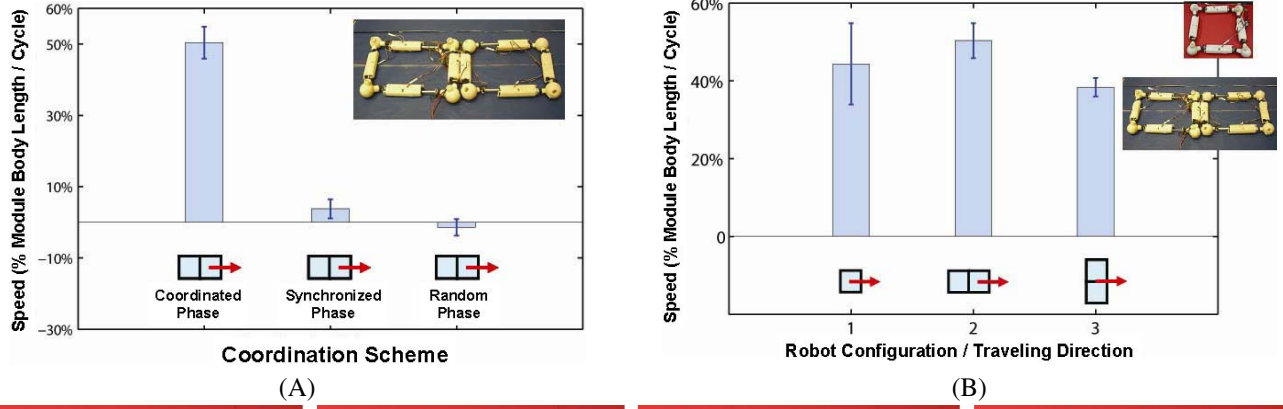 60%
50%
30%
10%
−10%
−30%
Speed (% Module Body Length / Cycle)
Coordinated
Phase
Synchronized
Phase
Random
Phase
Coordination Scheme
(A)
60%
40%
20%
0
Speed (% Module Body Length / Cycle)
1 2 3
Robot Configuration / Traveling Direction
(B)